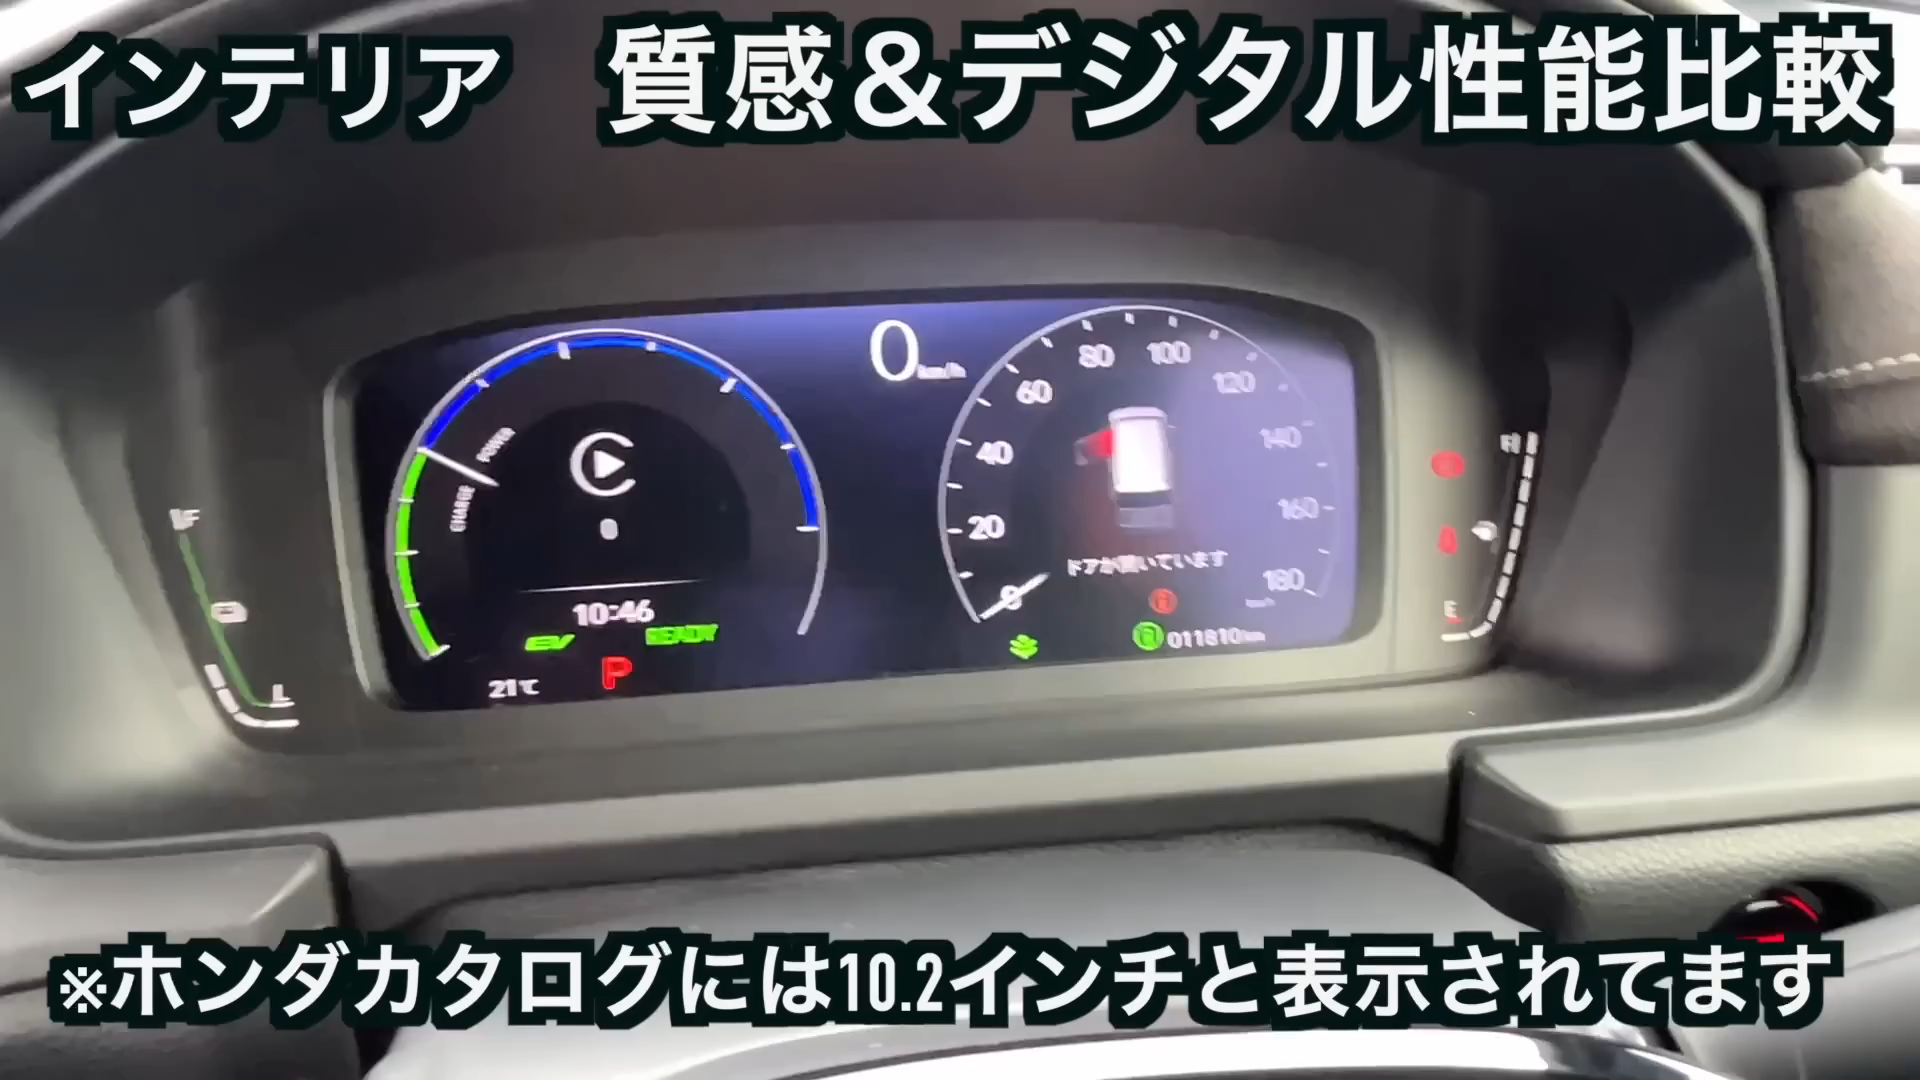 インテリア　質感&デジタル性能比較
0 km/h
80 100
60 120
40 140
20 160
0 180
POWER
CHARGE
0
ドアが開いています
10:46
EV READY
011810km
21℃ P
F
L
E
※ホンダカタログには10.2インチと表示されてます